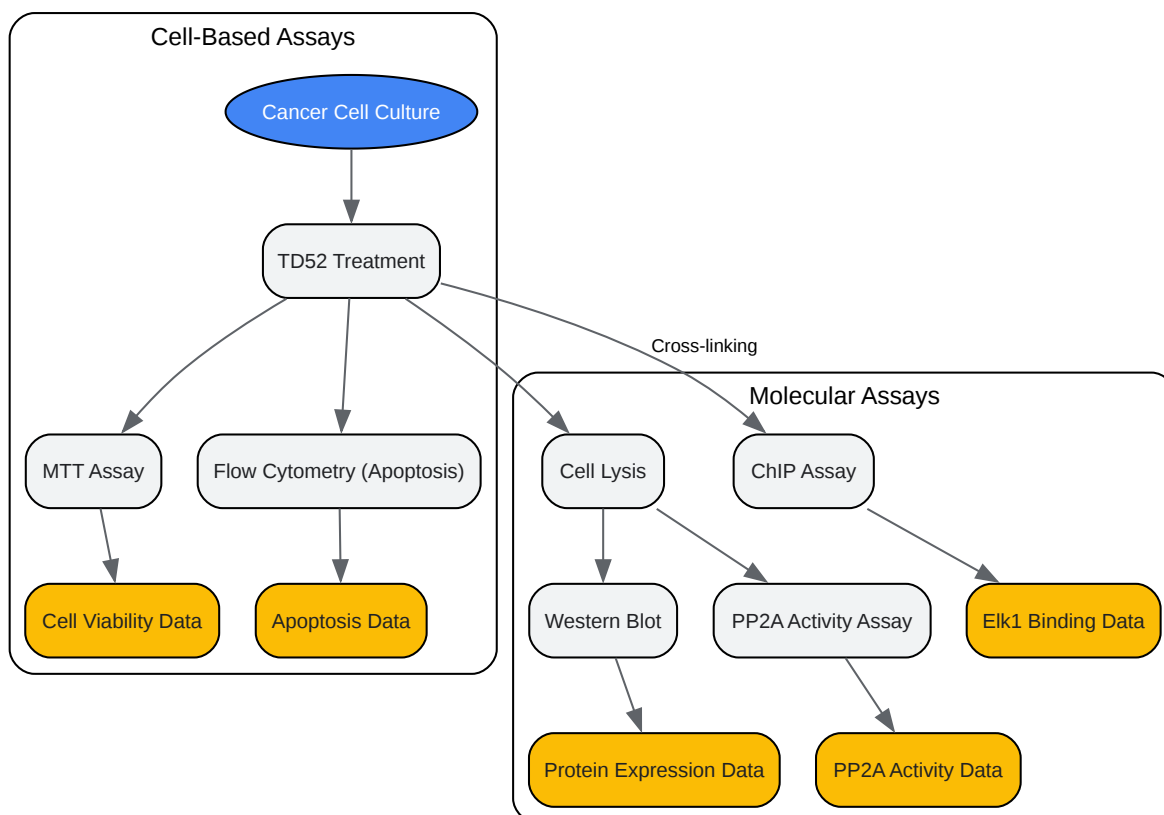 Cell-Based Assays
Cancer Cell Culture
TD52 Treatment
Cross-linking
Molecular Assays
MTT Assay
Flow Cytometry (Apoptosis)
Cell Lysis
ChIP Assay
Cell Viability Data
Apoptosis Data
Western Blot
PP2A Activity Assay
Elk1 Binding Data
Protein Expression Data
PP2A Activity Data